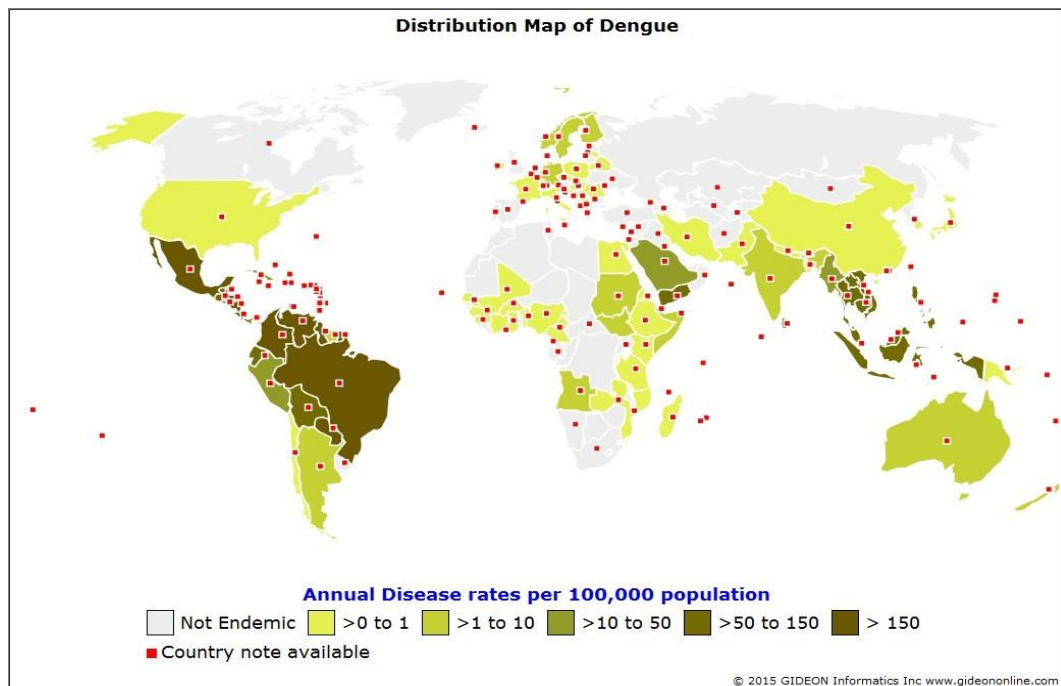 Distribution Map of Dengue
Annual Disease rates per 100,000 population
Not Endemic >0 to 1 >1 to 10 >10 to 50 >50 to 150 > 150
Country note available
© 2015 GIDEON Informatics Inc www.gideononline.com